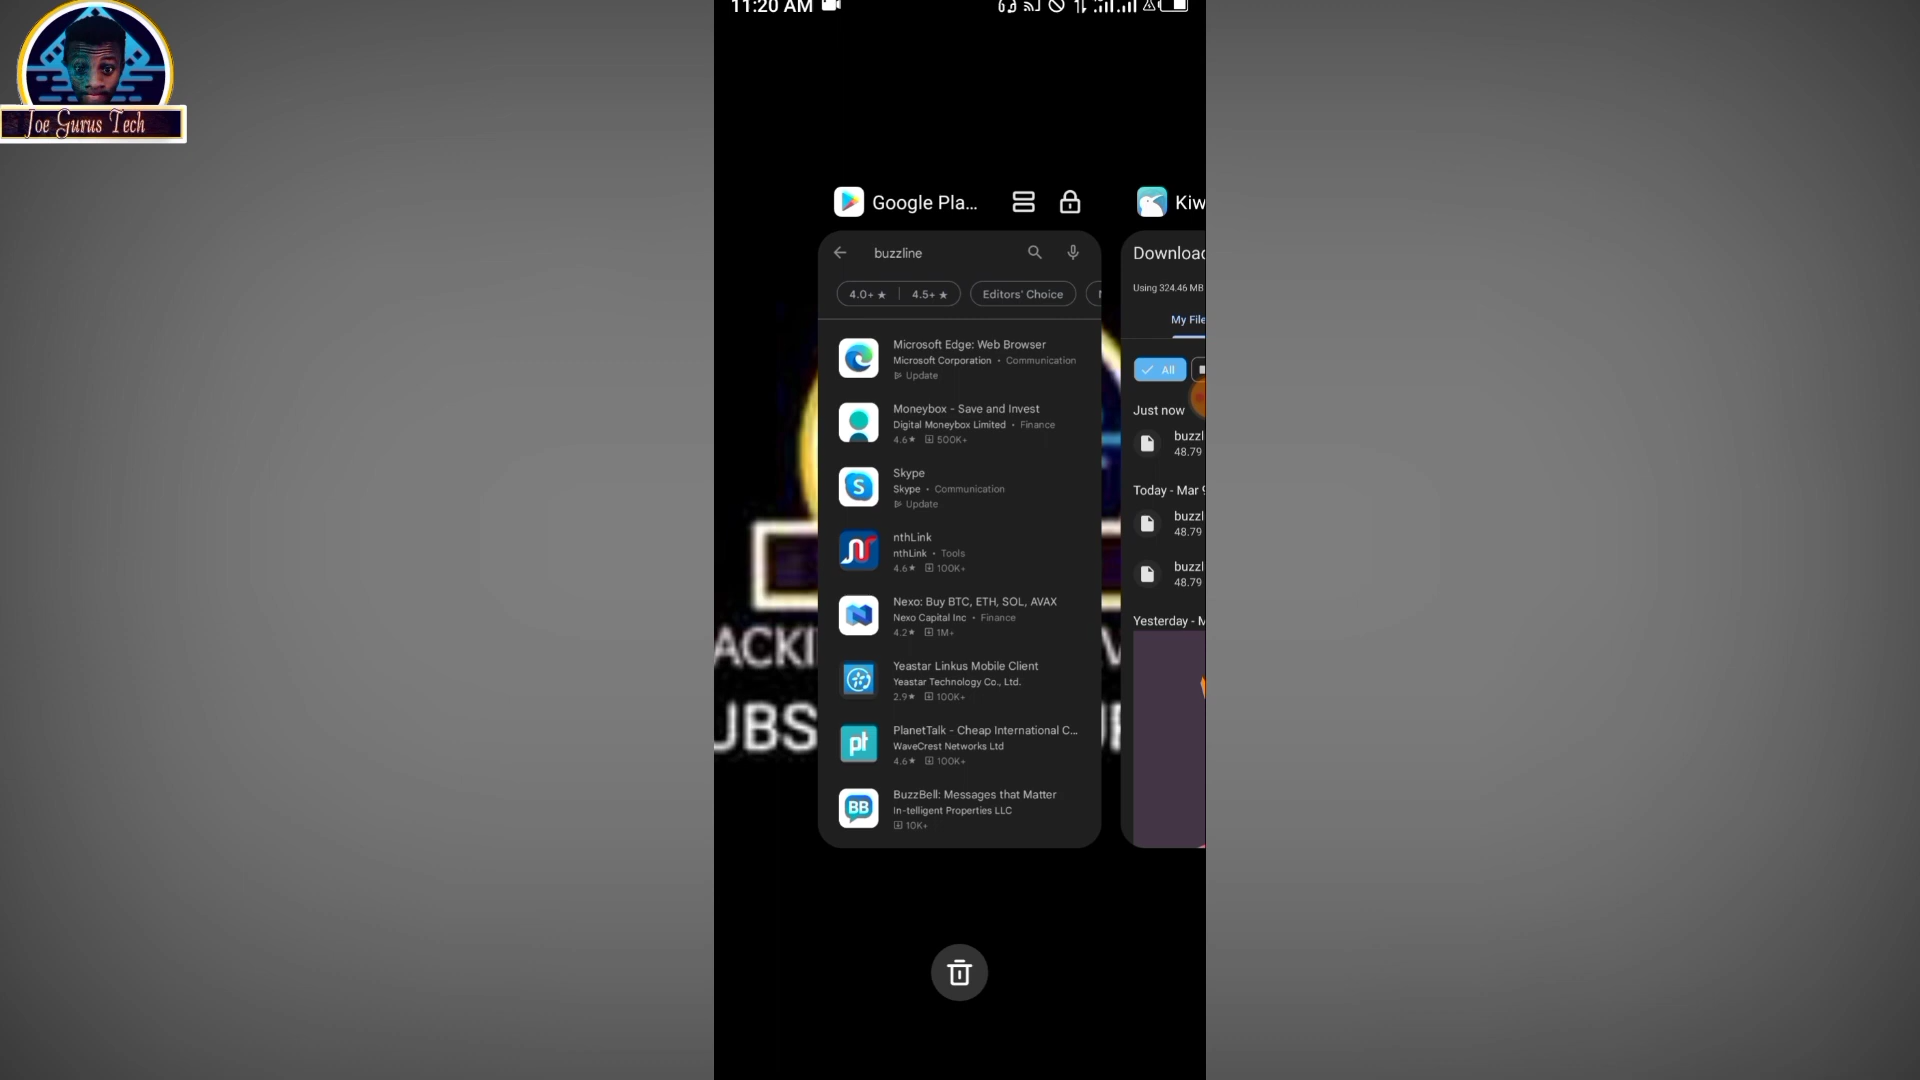 11:20 AM
Joe Gurus Tech
Google Pla...
Kiw
buzzline
4.0+ ★
4.5+ ★
Editors' Choice
Microsoft Edge: Web Browser
Microsoft Corporation • Communication
Update
Moneybox - Save and Invest
Digital Moneybox Limited • Finance
4.6★ 500K+
Skype
Skype • Communication
Update
nthLink
nthLink • Tools
4.6★ 100K+
Nexo: Buy BTC, ETH, SOL, AVAX
Nexo Capital Inc • Finance
4.2★ 1M+
Yeastar Linkus Mobile Client
Yeastar Technology Co., Ltd.
2.9★ 100K+
PlanetTalk - Cheap International C...
WaveCrest Networks Ltd
4.6★ 100K+
BB
BuzzBell: Messages that Matter
In-telligent Properties LLC
10K+
Download
Using 324.46 MB
My File
All
Just now
buzzl
48.79
Today - Mar 9
buzzl
48.79
buzzl
48.79
Yesterday - M
ACKI
UBS